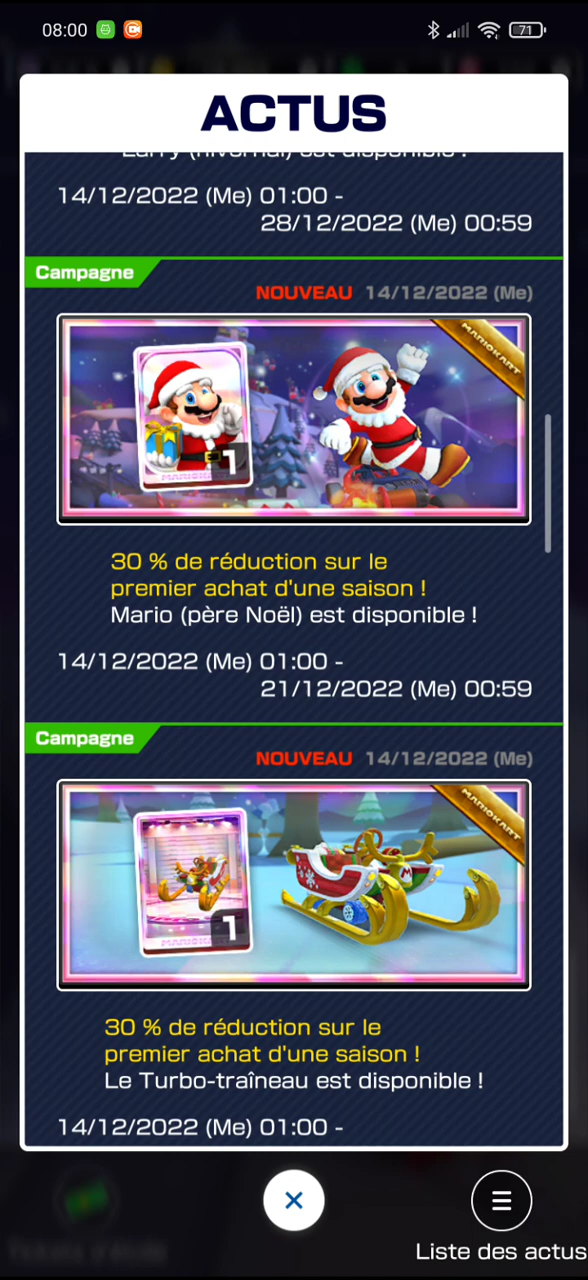 08:00
71
ACTUS
Larry (hivernal) est disponible !
14/12/2022 (Me) 01:00 -
28/12/2022 (Me) 00:59
Campagne
NOUVEAU 14/12/2022 (Me)
MARIOKART
1
30 % de réduction sur le
premier achat d'une saison !
Mario (père Noël) est disponible !
14/12/2022 (Me) 01:00 -
21/12/2022 (Me) 00:59
Campagne
NOUVEAU 14/12/2022 (Me)
MARIOKART
1
M
30 % de réduction sur le
premier achat d'une saison !
Le Turbo-traîneau est disponible !
14/12/2022 (Me) 01:00 -
Liste des actus